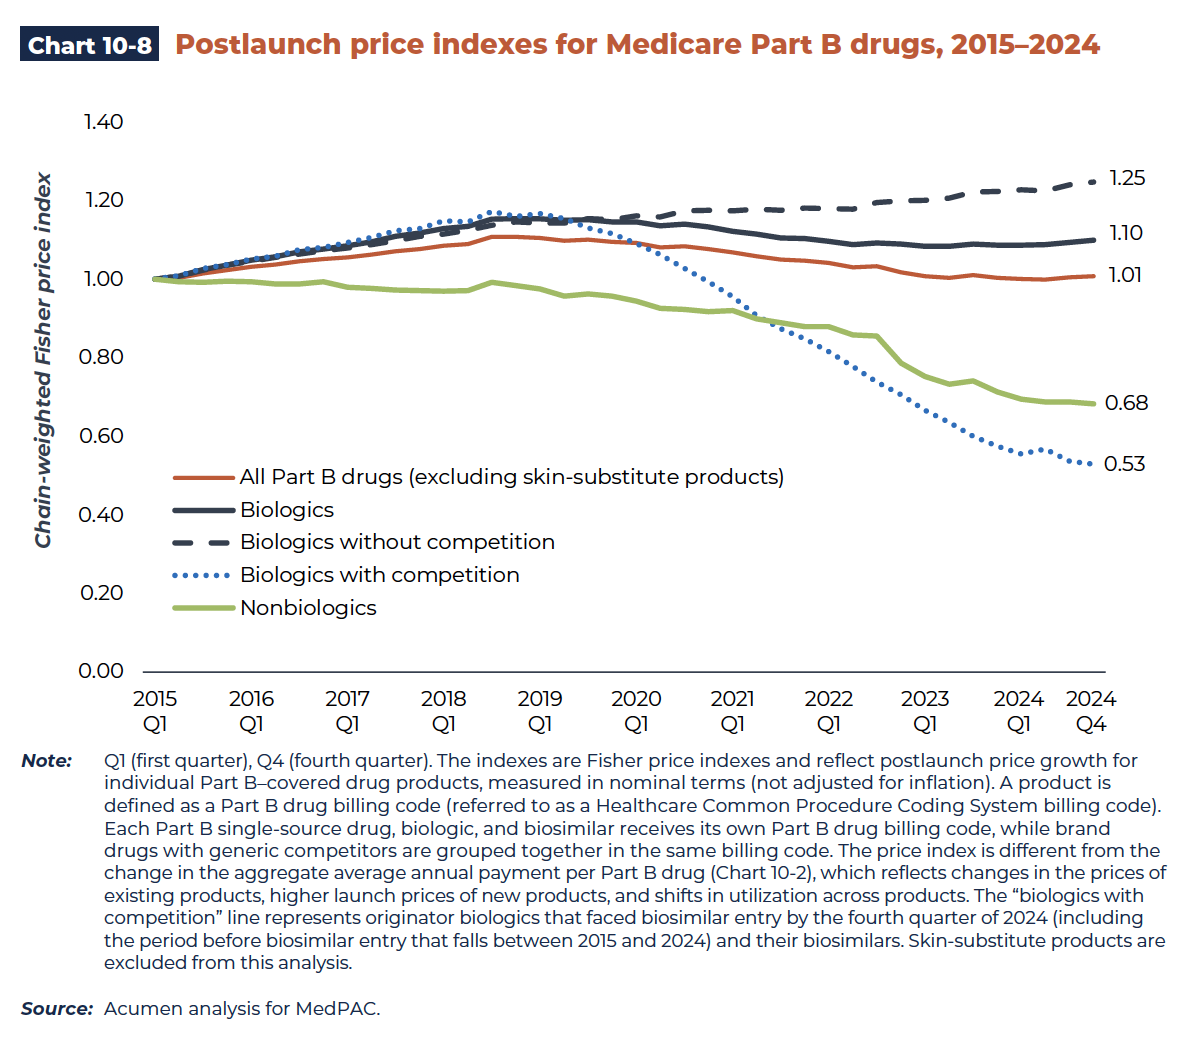 Chart 10-8 Postlaunch price indexes for Medicare Part B drugs, 2015–2024
Chain-weighted Fisher price index
1.40
1.20
1.00
0.80
0.60
0.40
0.20
0.00
1.25
1.10
1.01
0.68
0.53
All Part B drugs (excluding skin-substitute products)
Biologics
Biologics without competition
Biologics with competition
Nonbiologics
2015 2016 2017 2018 2019 2020 2021 2022 2023 2024 2024
Q1 Q1 Q1 Q1 Q1 Q1 Q1 Q1 Q1 Q1 Q4
Note: Q1 (first quarter), Q4 (fourth quarter). The indexes are Fisher price indexes and reflect postlaunch price growth for
individual Part B–covered drug products, measured in nominal terms (not adjusted for inflation). A product is
defined as a Part B drug billing code (referred to as a Healthcare Common Procedure Coding System billing code).
Each Part B single-source drug, biologic, and biosimilar receives its own Part B drug billing code, while brand
drugs with generic competitors are grouped together in the same billing code. The price index is different from the
change in the aggregate average annual payment per Part B drug (Chart 10-2), which reflects changes in the prices of
existing products, higher launch prices of new products, and shifts in utilization across products. The “biologics with
competition” line represents originator biologics that faced biosimilar entry by the fourth quarter of 2024 (including
the period before biosimilar entry that falls between 2015 and 2024) and their biosimilars. Skin-substitute products are
excluded from this analysis.
Source: Acumen analysis for MedPAC.